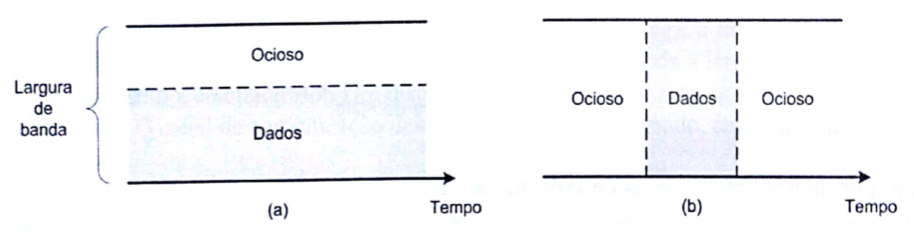 Largura
de
banda
Ocioso
Dados
Tempo
(a)
Ocioso
Dados
Ocioso
Tempo
(b)